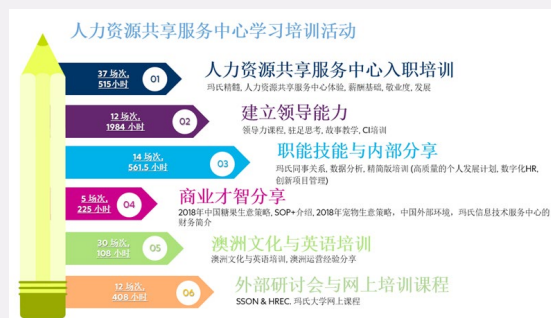 人力资源共享服务中心学习培训活动
37 场次,
515小时
01
人力资源共享服务中心入职培训
玛氏精髓, 人力资源共享服务中心体验, 薪酬基础, 敬业度, 发展
12 场次,
1984 小时
02
建立领导能力
领导力课程, 驻足思考, 故事教学, CI培训
14 场次,
561.5 小时
03
职能技能与内部分享
玛氏同事关系, 数据分析, 精简版培训 (高质量的个人发展计划, 数字化HR,
创新项目管理)
5 场次,
225 小时
04
商业才智分享
2018年中国糖果生意策略, SOP+介绍, 2018年宠物生意策略, 中国外部环境, 玛氏信息技术服务中心的
财务简介
30 场次,
108 小时
05
澳洲文化与英语培训
澳洲文化与英语培训, 澳洲运营经验分享
12 场次,
408 小时
06
外部研讨会与网上培训课程
SSON & HREC. 玛氏大学网上课程